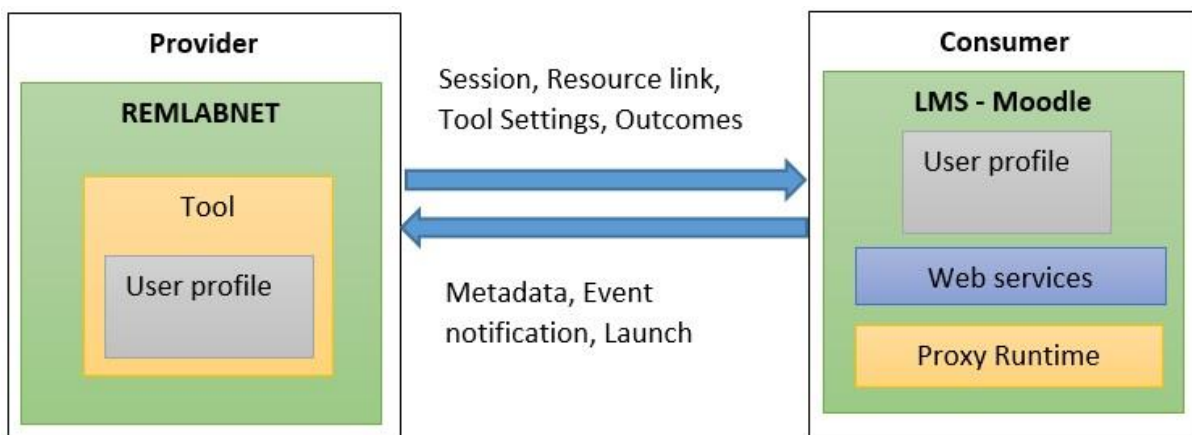 Provider
REMLABNET
Tool
User profile
Session, Resource link,
Tool Settings, Outcomes
Metadata, Event
notification, Launch
Consumer
LMS - Moodle
User profile
Web services
Proxy Runtime